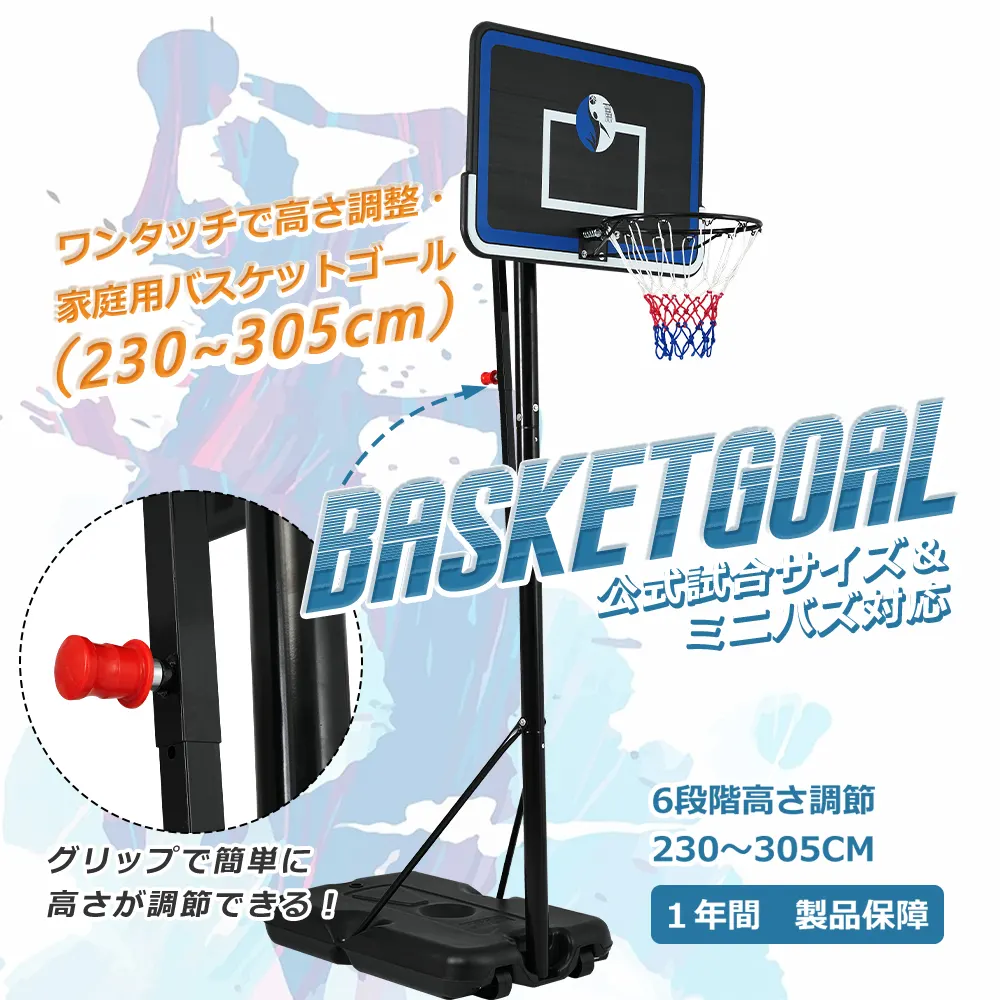 ワンタッチで高さ調整・
家庭用バスケットゴール
（230~305cm）
BASKETGOAL
公式試合サイズ＆
ミニバズ対応
グリップで簡単に
高さが調節できる！
6段階高さ調節
230～305CM
１年間　製品保障